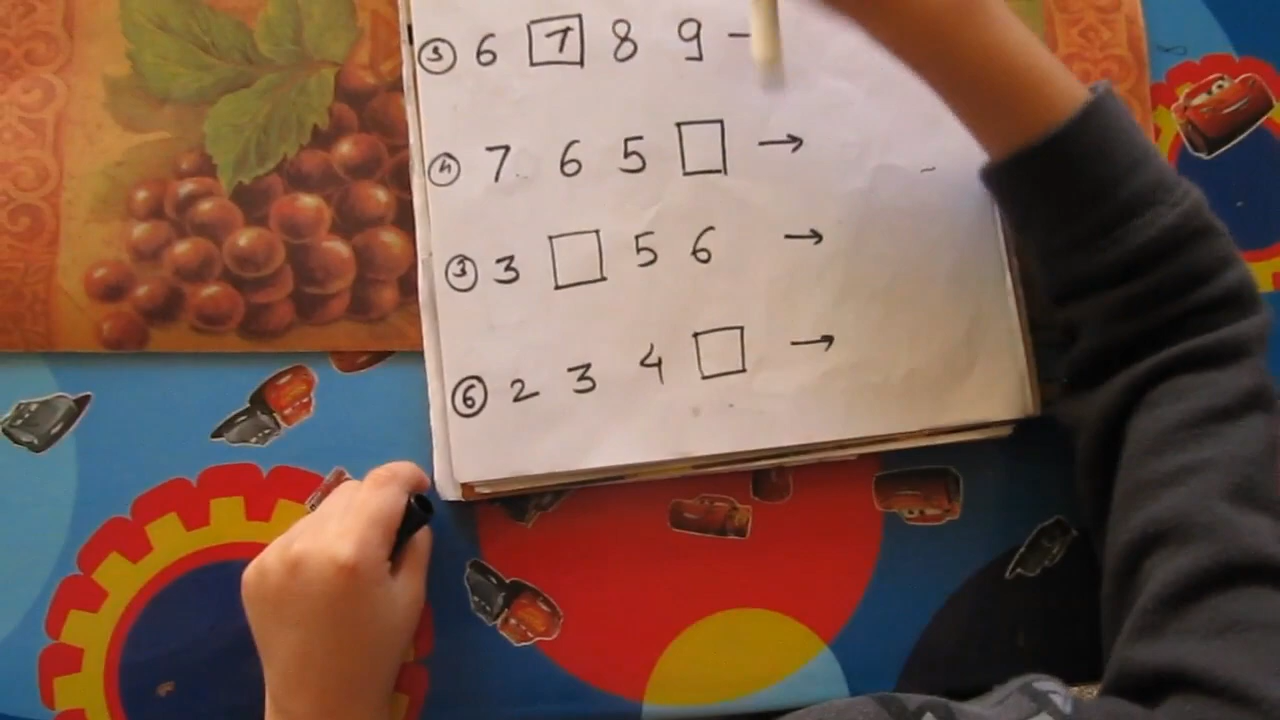 ③ 6 7 8 9 -
④ 7 6 5 □ →
③ 3 □ 5 6 →
⑥ 2 3 4 □ →